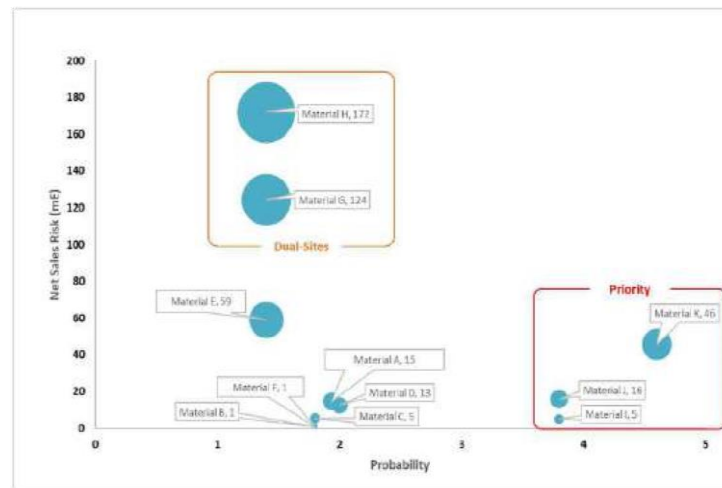 200
180
160
140
120
100
80
60
40
20
0
Net Sales Risk (m€)
Material H, 172
Material G, 124
Dual-Sites
Material E, 59
Material A, 15
Material F, 1
Material D, 13
Material B, 1
Material C, 5
Priority
Material K, 46
Material J, 16
Material I, 5
0 1 2 3 4 5
Probability